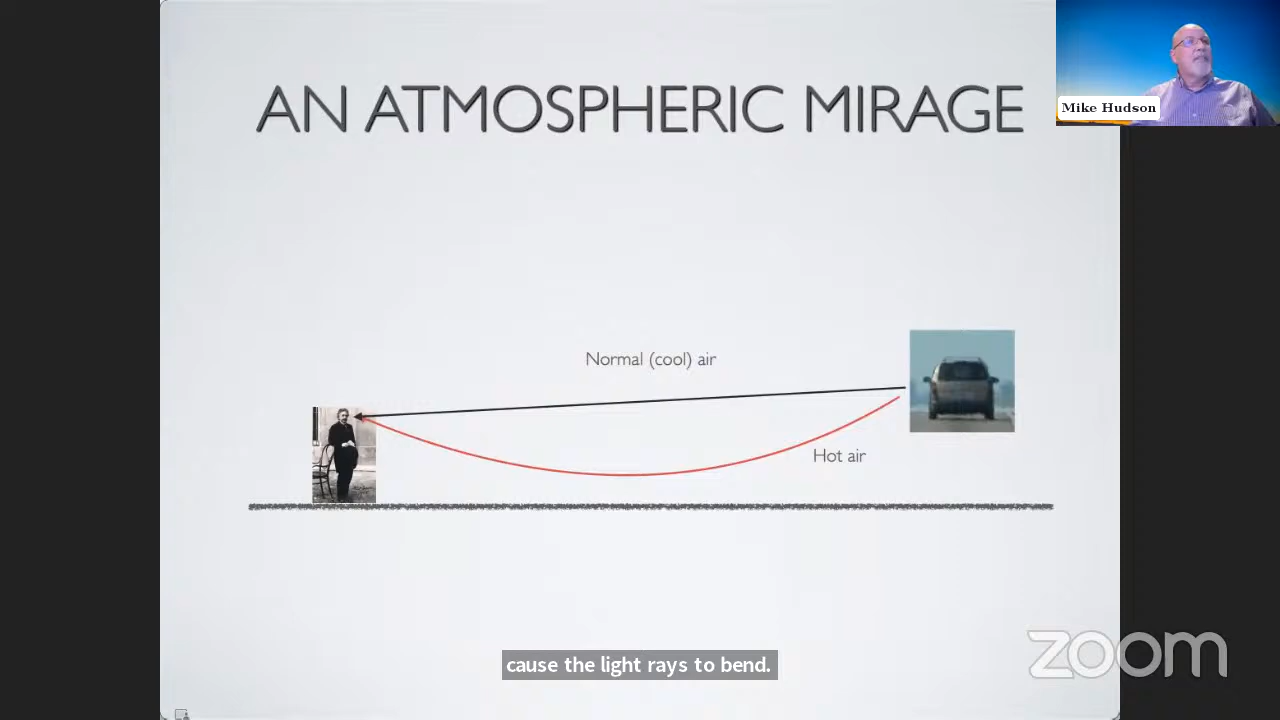 AN ATMOSPHERIC MIRAGE
Mike Hudson
Normal (cool) air
Hot air
cause the light rays to bend.
zoom